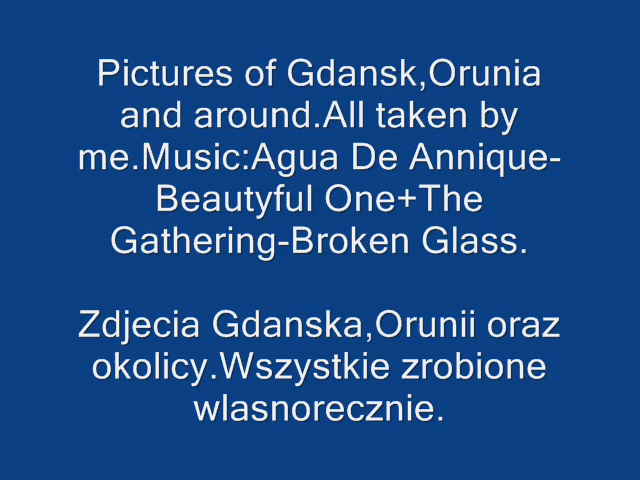 Pictures of Gdansk,Orunia
and around.All taken by
me.Music:Agua De Annique-
Beautyful One+The
Gathering-Broken Glass.
Zdjecia Gdanska,Orunii oraz
okolicy.Wszystkie zrobione
wlasnorecznie.